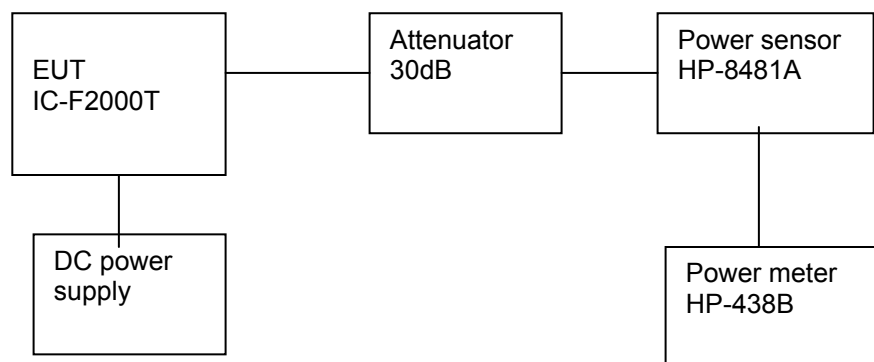 EUT
IC-F2000T
Attenuator
30dB
Power sensor
HP-8481A
DC power
supply
Power meter
HP-438B